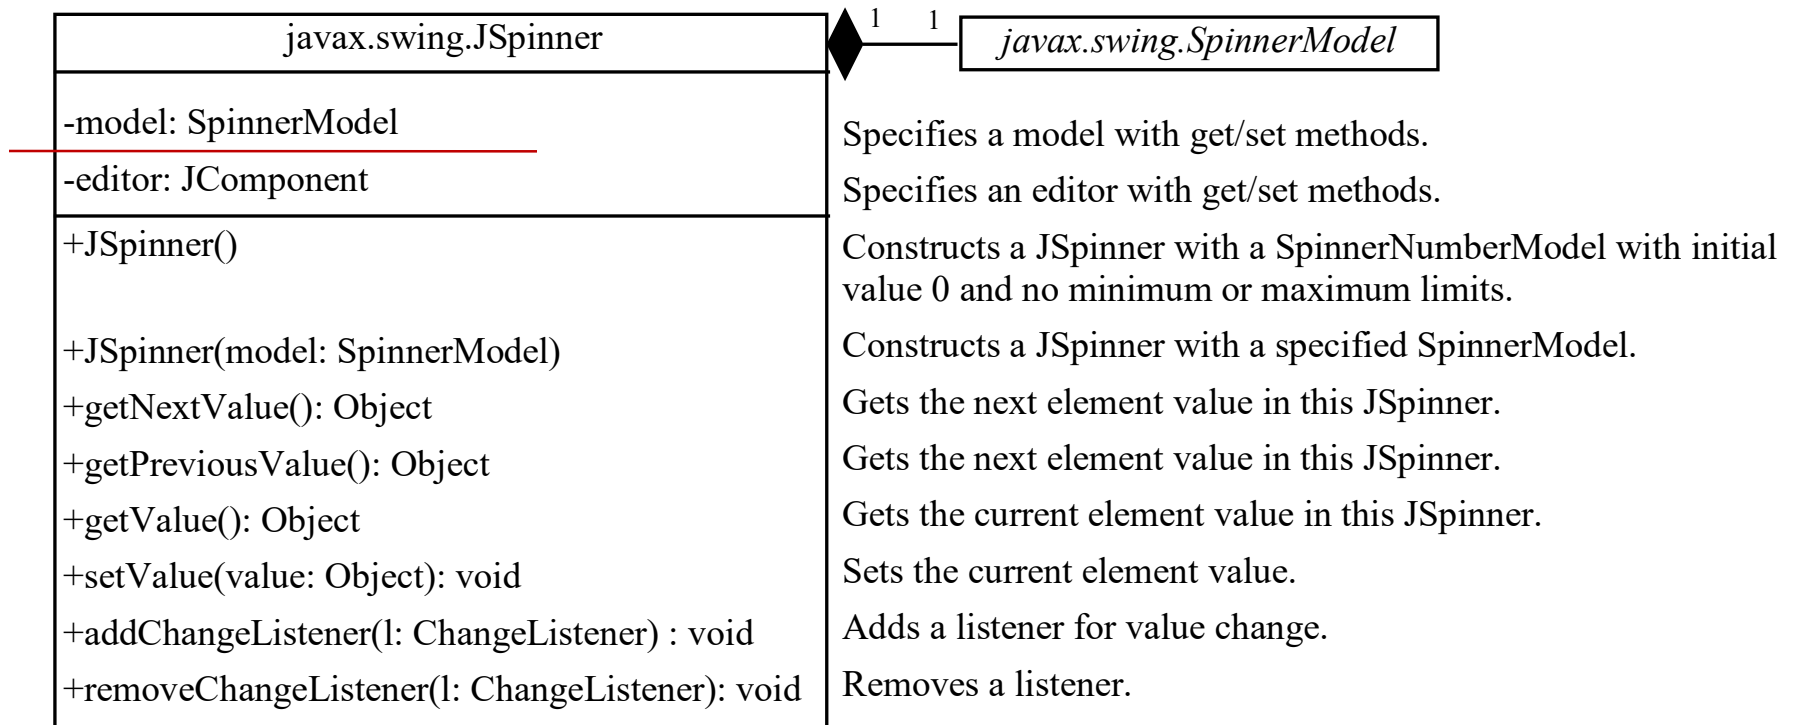 javax.swing.JSpinner
1
1
javax.swing.SpinnerModel
-model: SpinnerModel
Specifies a model with get/set methods.
-editor: JComponent
Specifies an editor with get/set methods.
+JSpinner()
Constructs a JSpinner with a SpinnerNumberModel with initial
value 0 and no minimum or maximum limits.
+JSpinner(model: SpinnerModel)
Constructs a JSpinner with a specified SpinnerModel.
+getNextValue(): Object
Gets the next element value in this JSpinner.
+getPreviousValue(): Object
Gets the next element value in this JSpinner.
+getValue(): Object
Gets the current element value in this JSpinner.
+setValue(value: Object): void
Sets the current element value.
+addChangeListener(l: ChangeListener) : void
Adds a listener for value change.
+removeChangeListener(l: ChangeListener): void
Removes a listener.